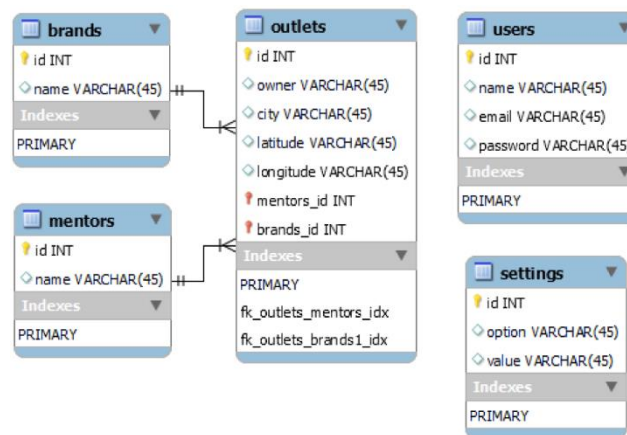 brands
id INT
name VARCHAR(45)
Indexes
PRIMARY
mentors
id INT
name VARCHAR(45)
Indexes
PRIMARY
outlets
id INT
owner VARCHAR(45)
city VARCHAR(45)
latitude VARCHAR(45)
longitude VARCHAR(45)
mentors_id INT
brands_id INT
Indexes
PRIMARY
fk_outlets_mentors_idx
fk_outlets_brands1_idx
users
id INT
name VARCHAR(45)
email VARCHAR(45)
password VARCHAR(45
Indexes
PRIMARY
settings
id INT
option VARCHAR(45)
value VARCHAR(45)
Indexes
PRIMARY